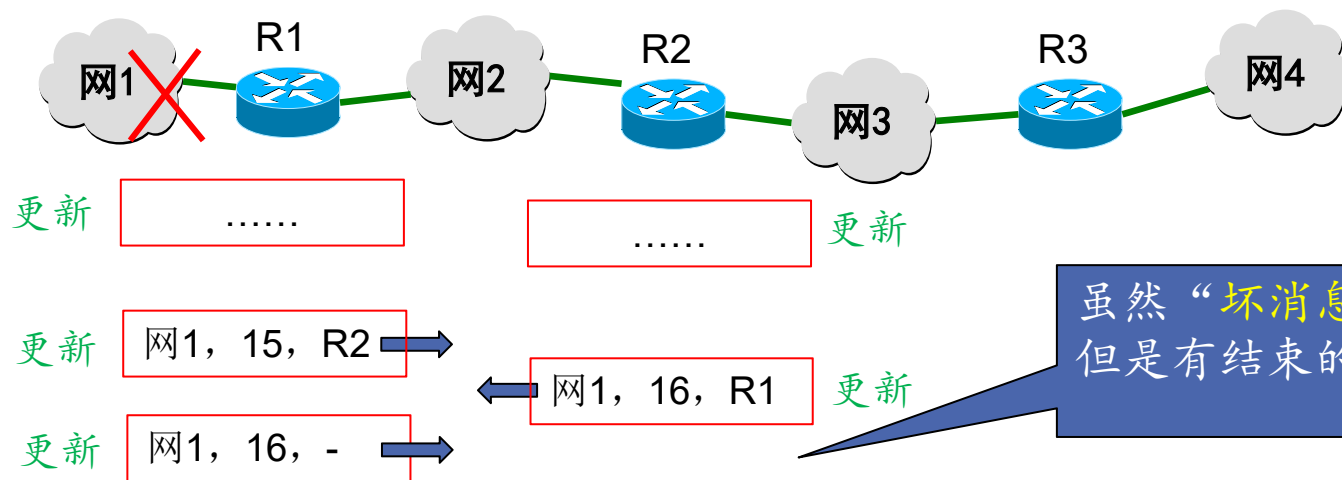 R1
R2
R3
网1
网2
网3
网4
更新
……
……
更新
虽然“坏消息
但是有结束的
更新
网1，15，R2
网1，16，R1
更新
更新
网1，16，-